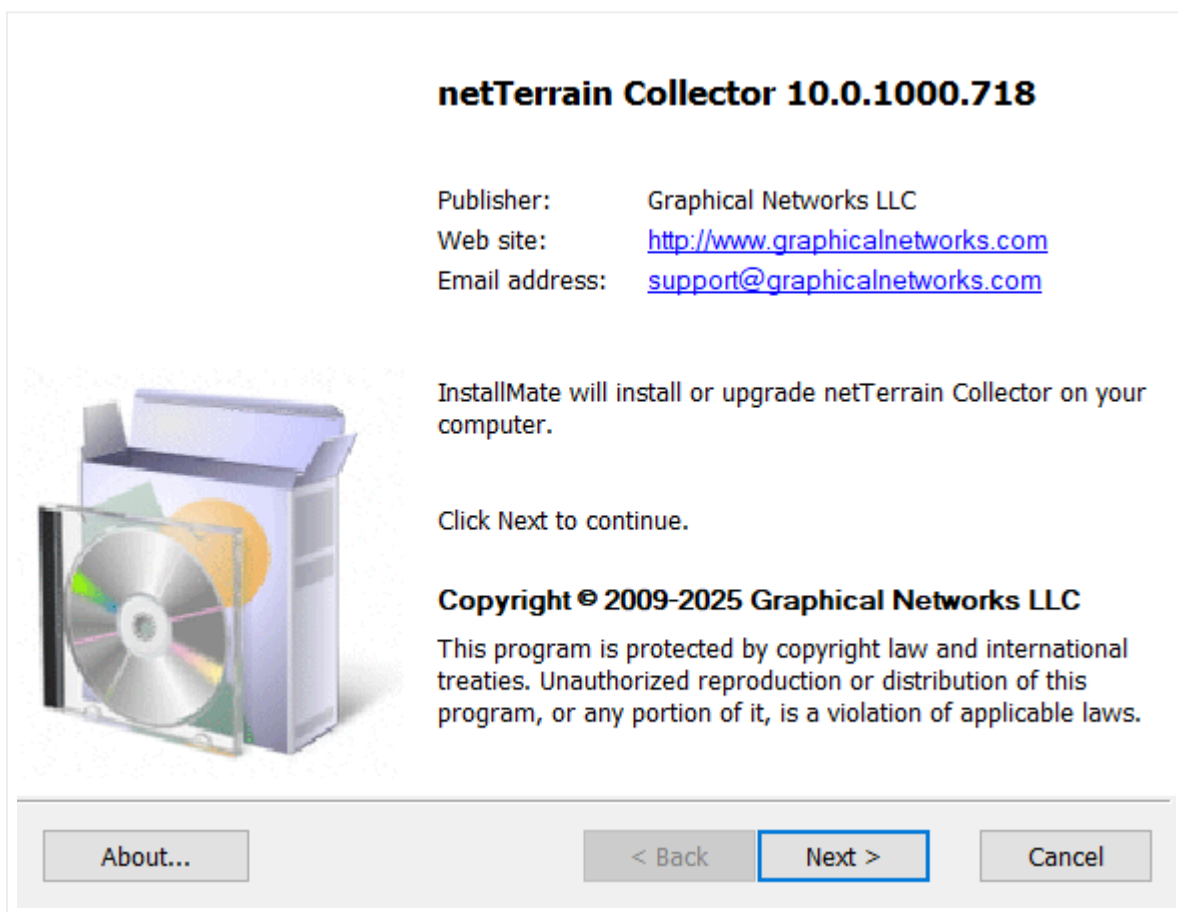 netTerrain Collector 10.0.1000.718
Publisher: Graphical Networks LLC
Web site: http://www.graphicalnetworks.com
Email address: support@graphicalnetworks.com
InstallMate will install or upgrade netTerrain Collector on your
computer.
Click Next to continue.
Copyright © 2009-2025 Graphical Networks LLC
This program is protected by copyright law and international
treaties. Unauthorized reproduction or distribution of this
program, or any portion of it, is a violation of applicable laws.
About... < Back Next > Cancel